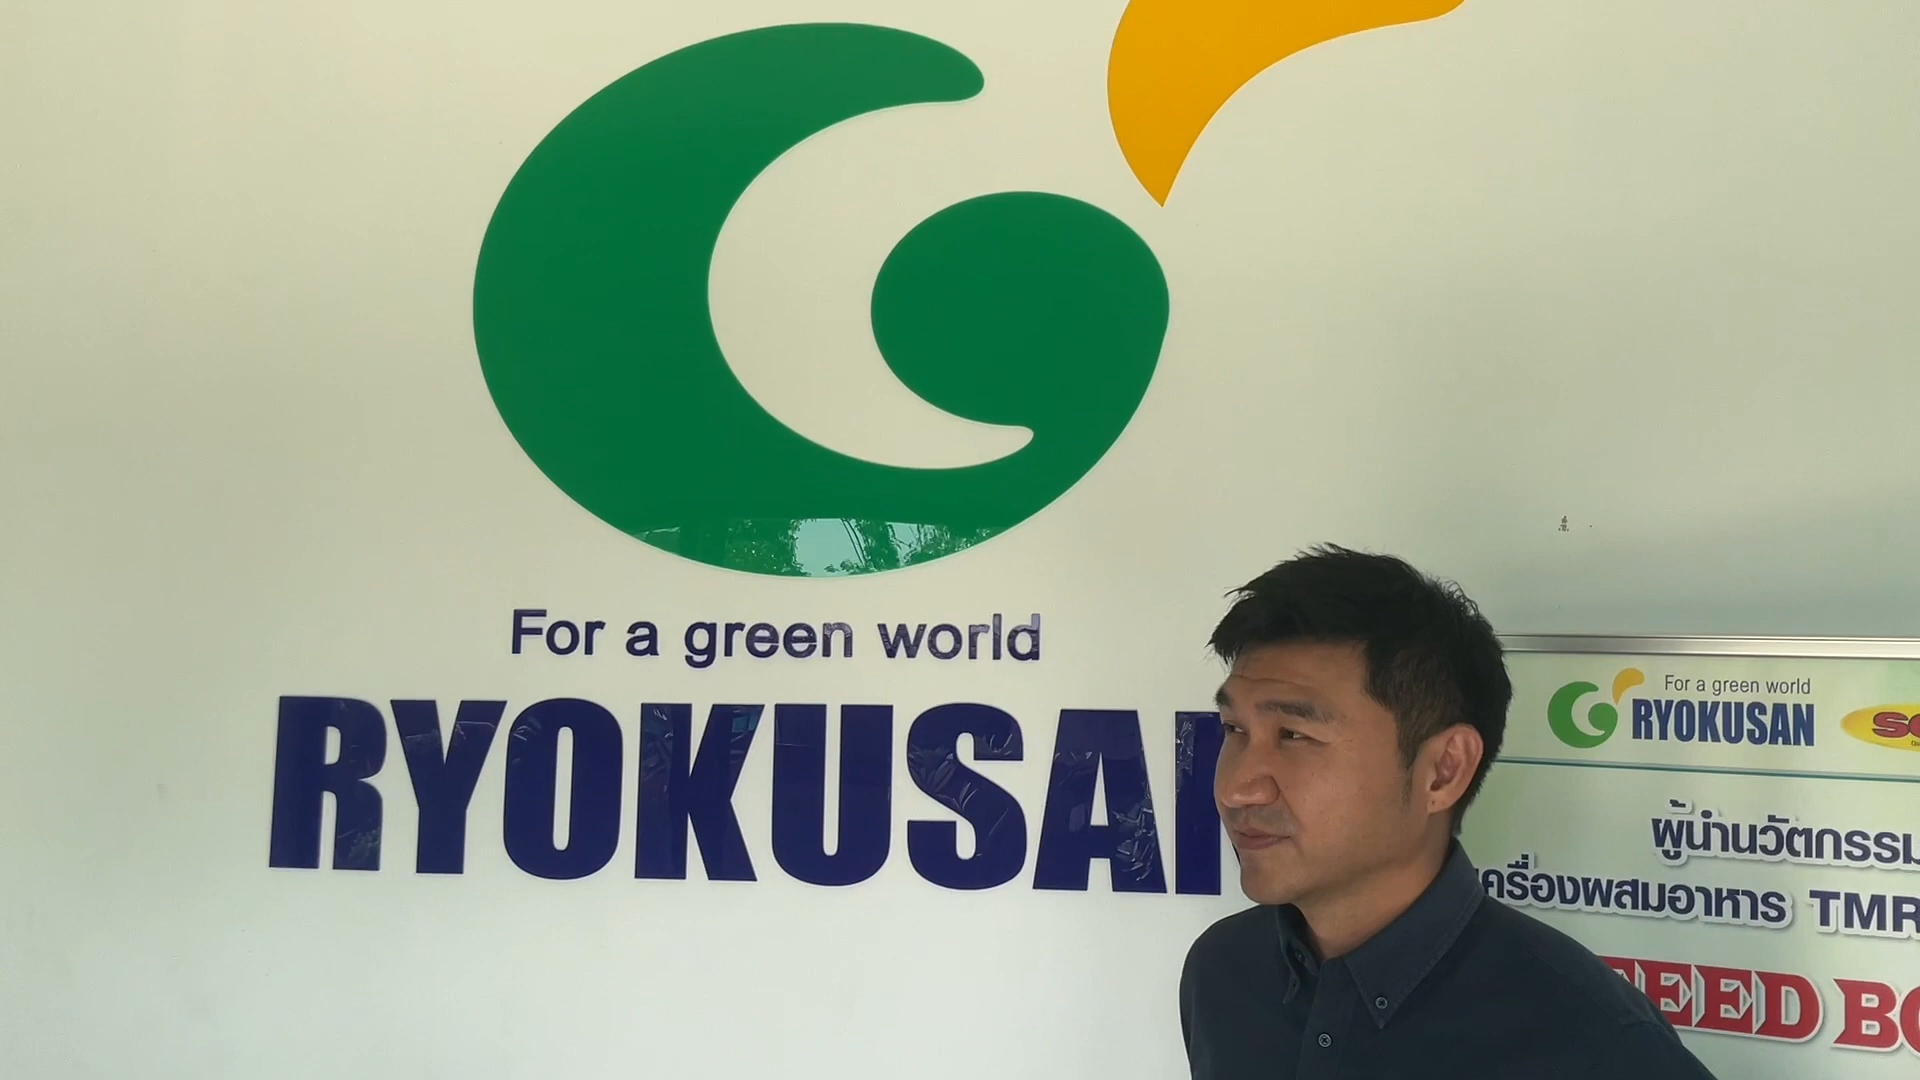 For a green world
RYOKUSAN
For a green world
RYOKUSAN
ผู้นำนวัตกรรม
เครื่องผสมอาหาร TMR
FEED